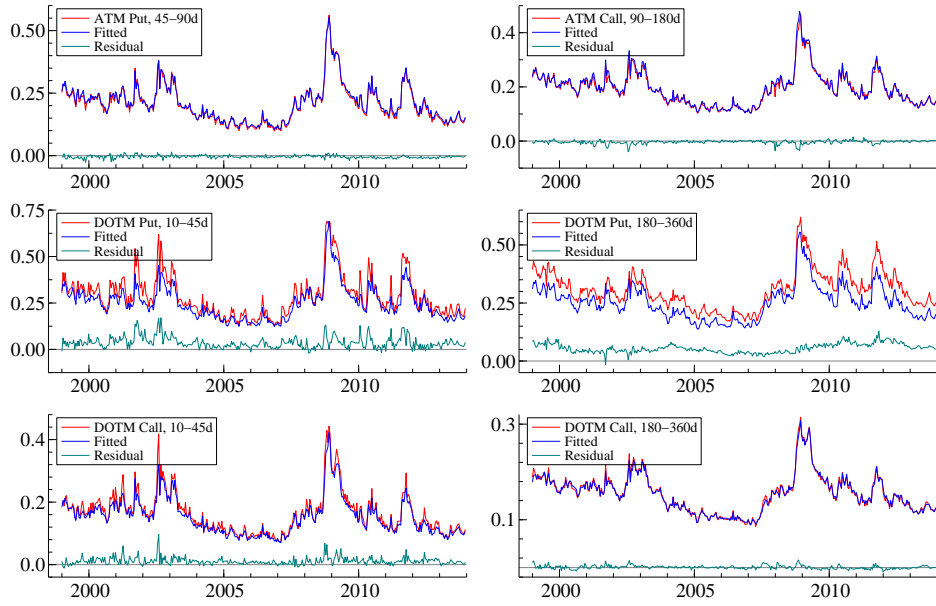 ATM Put, 45−90d
Fitted
Residual
0.50
0.25
0.00
2000 2005 2010
ATM Call, 90−180d
Fitted
Residual
0.4
0.2
0.0
2000 2005 2010
DOTM Put, 10−45d
Fitted
Residual
0.75
0.50
0.25
0.00
2000 2005 2010
DOTM Put, 180−360d
Fitted
Residual
0.50
0.25
0.00
2000 2005 2010
DOTM Call, 10−45d
Fitted
Residual
0.4
0.2
0.0
2000 2005 2010
DOTM Call, 180−360d
Fitted
Residual
0.3
0.1
2000 2005 2010